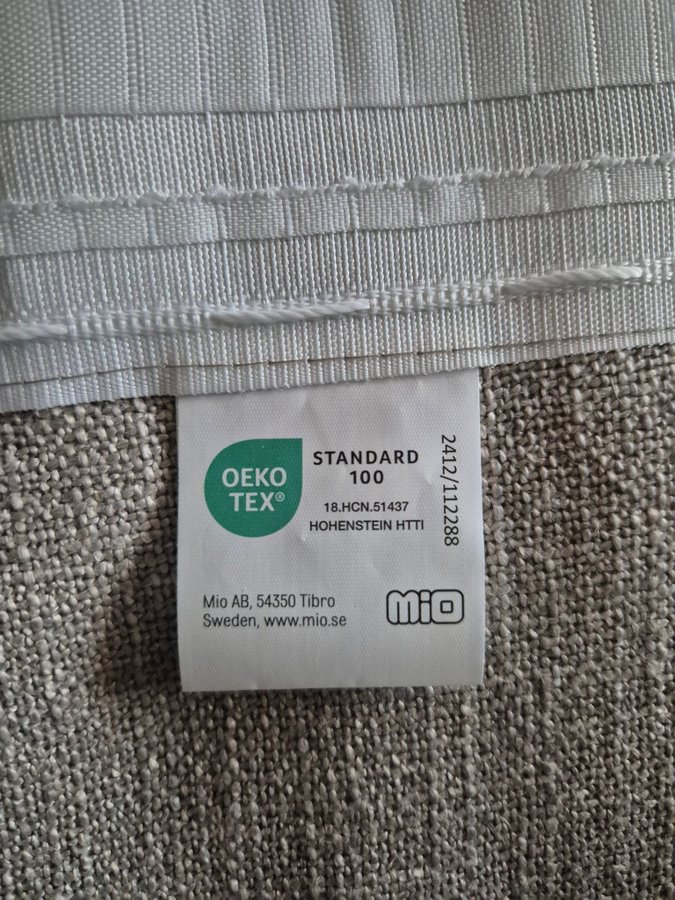 OEKO
TEX®
STANDARD
100
18.HCN.51437
HOHENSTEIN HTTI
2412/112288
Mio AB, 54350 Tibro
Sweden, www.mio.se
MiO